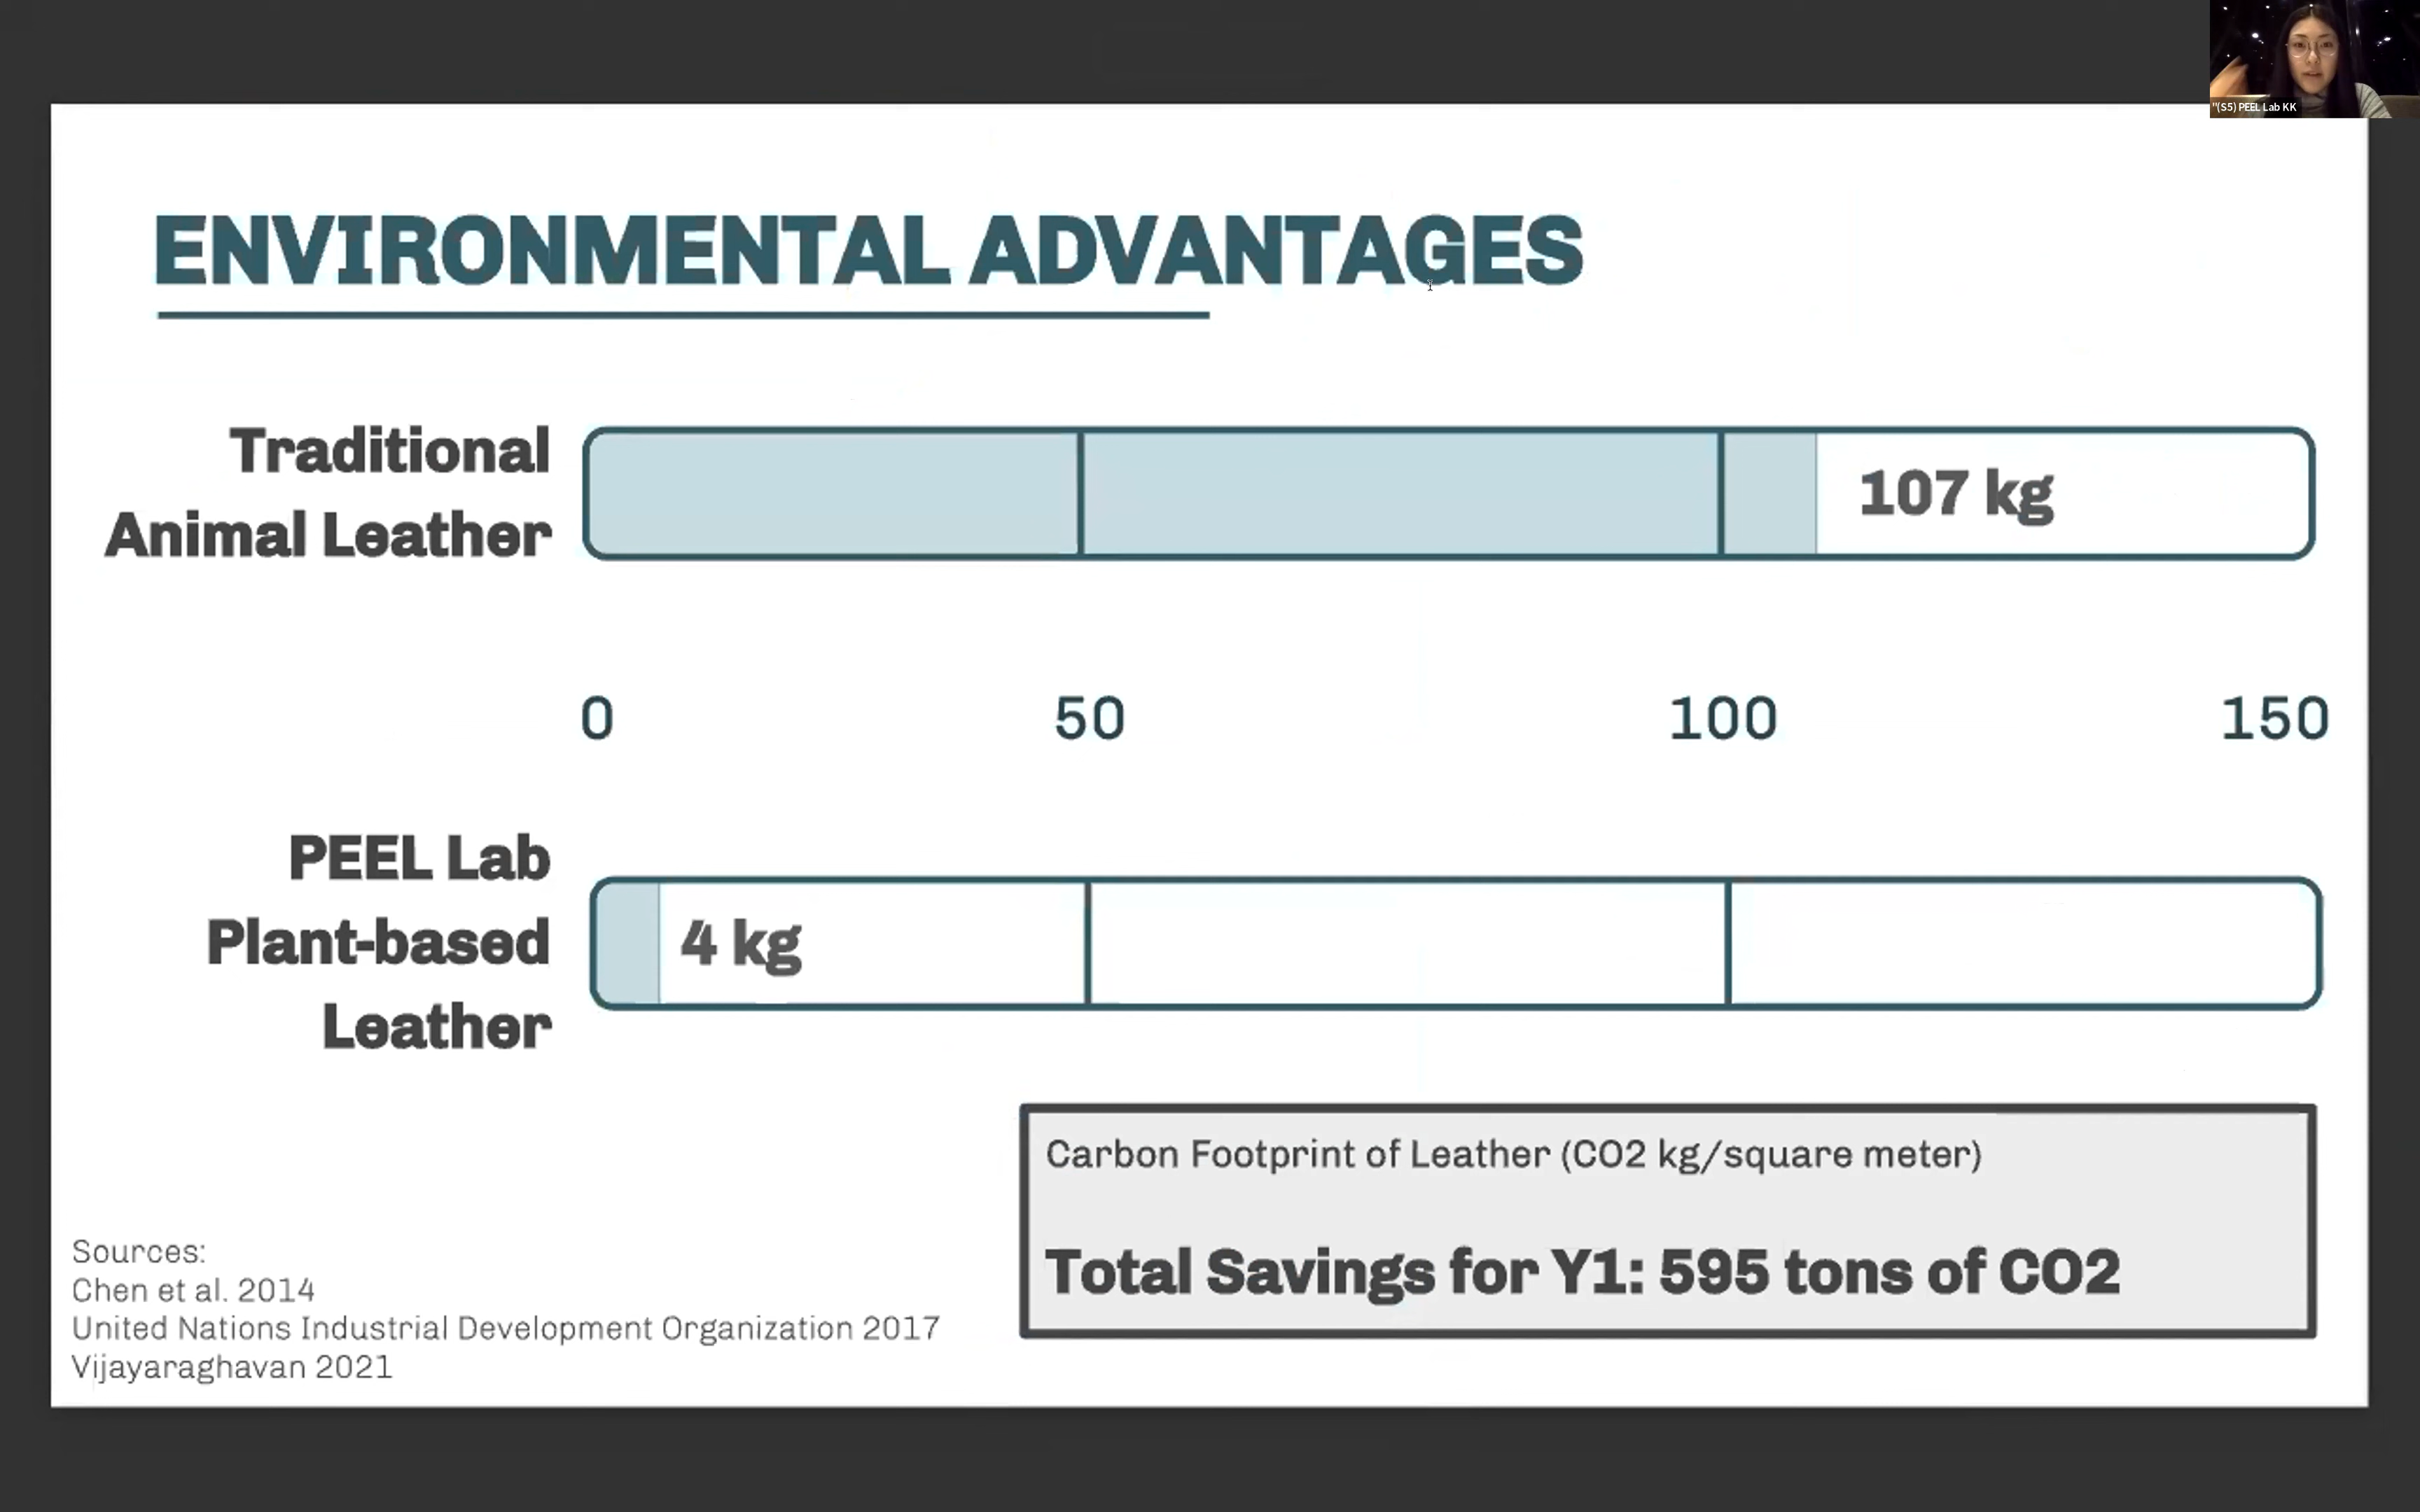 "(S5) PEEL Lab KK
ENVIRONMENTAL ADVANTAGES
Traditional
Animal Leather
107 kg
0 50 100 150
PEEL Lab
Plant-based
Leather
4 kg
Carbon Footprint of Leather (CO2 kg/square meter)
Total Savings for Y1: 595 tons of CO2
Sources:
Chen et al. 2014
United Nations Industrial Development Organization 2017
Vijayaraghavan 2021